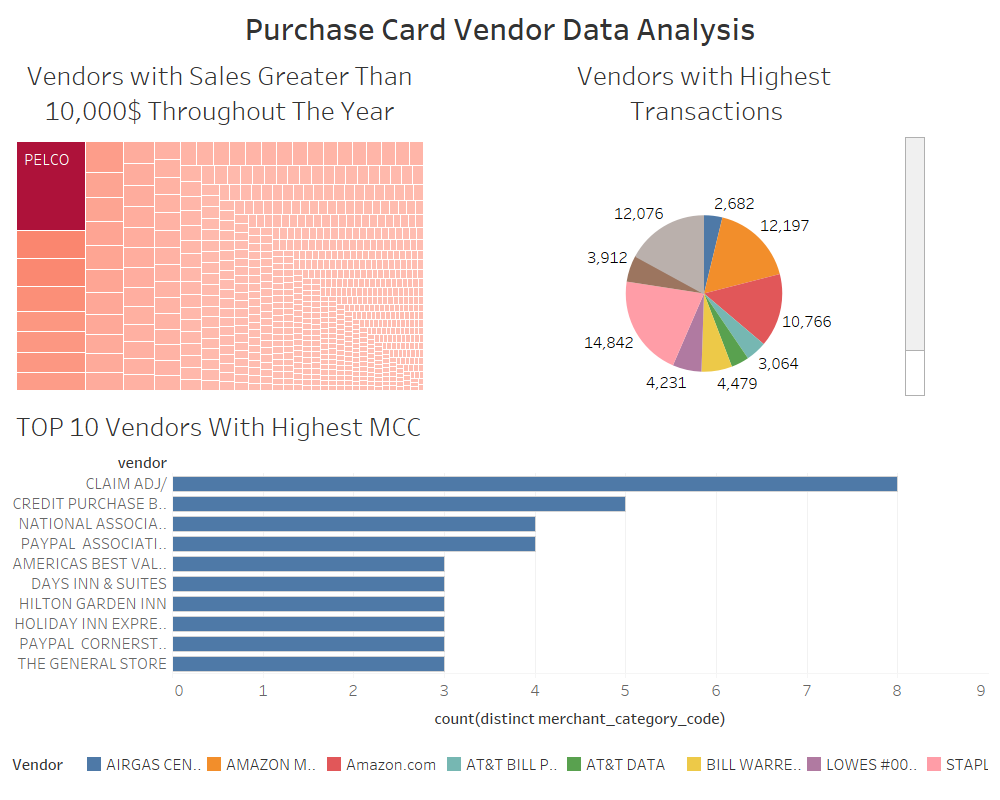 Purchase Card Vendor Data Analysis
Vendors with Sales Greater Than
10,000$ Throughout The Year
Vendors with Highest
Transactions
PELCO
2,682
12,197
10,766
3,064
4,479
4,231
14,842
3,912
12,076
TOP 10 Vendors With Highest MCC
vendor
CLAIM ADJ/
CREDIT PURCHASE B..
NATIONAL ASSOCIA..
PAYPAL ASSOCIATI..
AMERICAS BEST VAL..
DAYS INN & SUITES
HILTON GARDEN INN
HOLIDAY INN EXPRE..
PAYPAL CORNERST..
THE GENERAL STORE
0 1 2 3 4 5 6 7 8 9
count(distinct merchant_category_code)
Vendor AIRGAS CEN.. AMAZON M.. Amazon.com AT&T BILL P.. AT&T DATA BILL WARRE.. LOWES #00.. STAPL